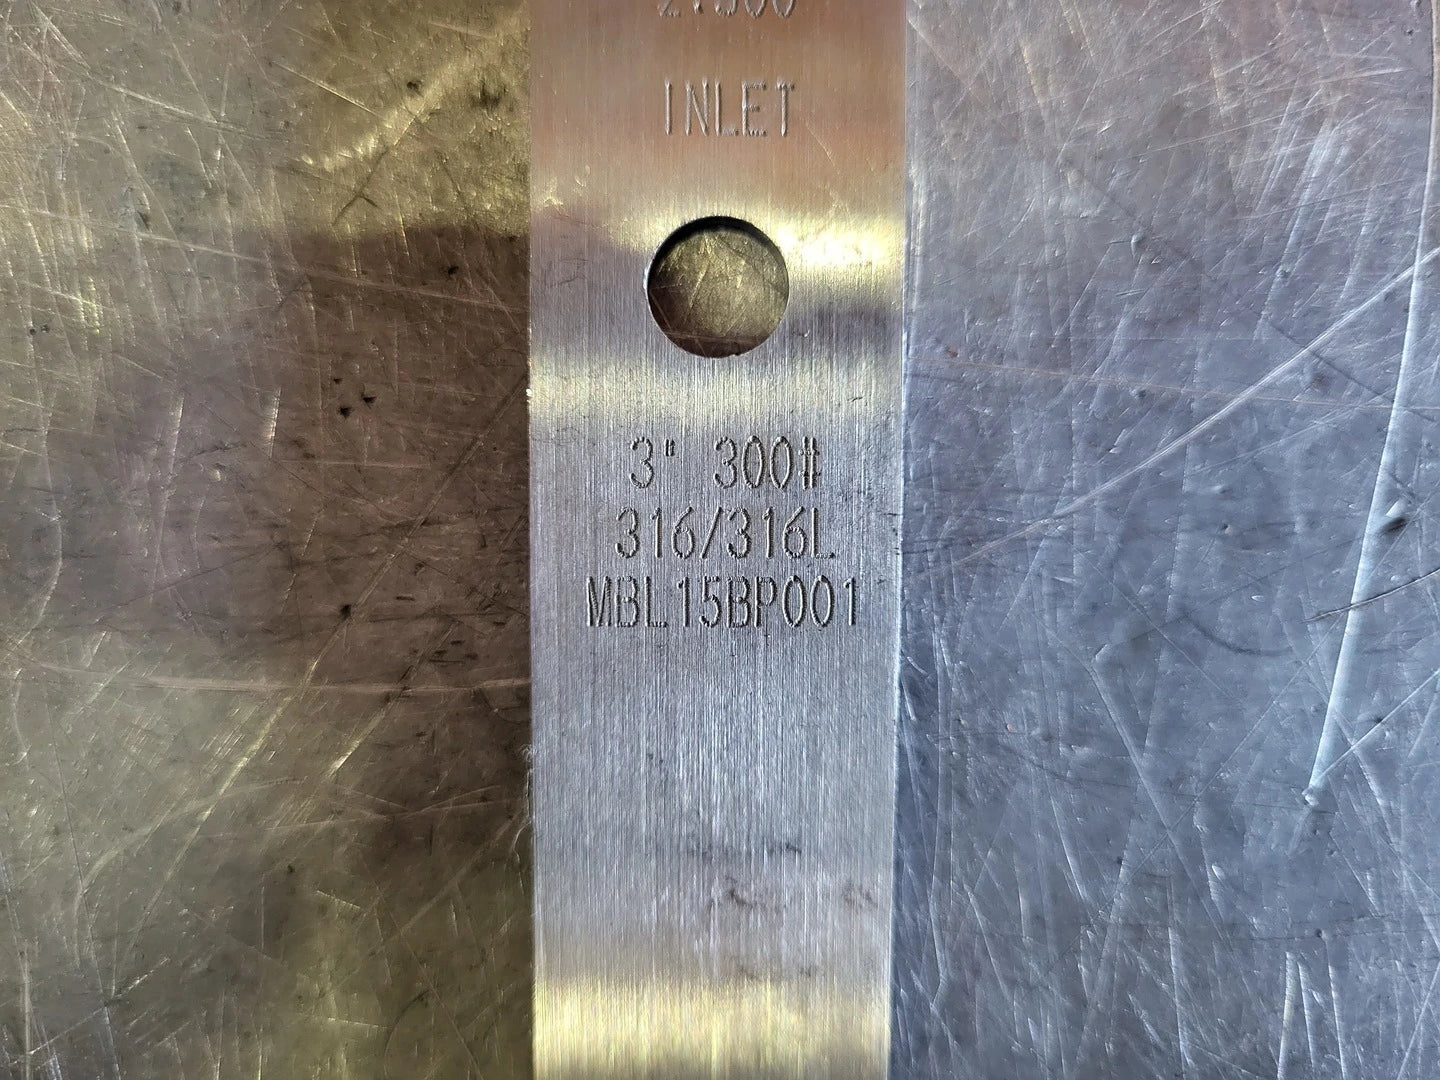 INLET
3" 300#
316/316L
MBL15BP001